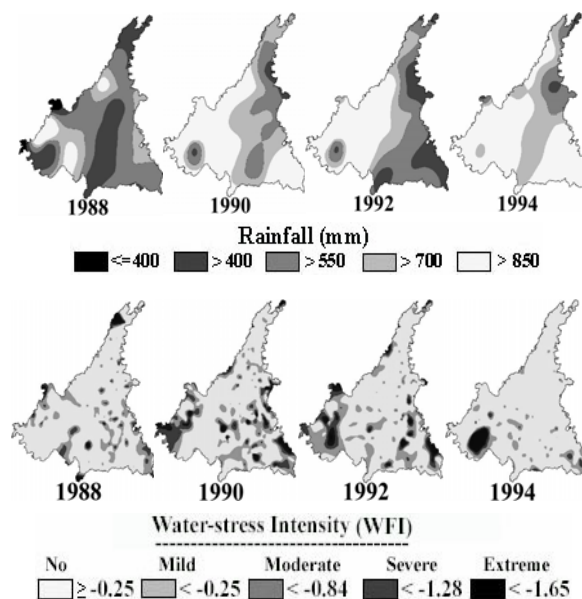 1988 1990 1992 1994
Rainfall (mm)
<=400 >400 >550 >700 >850
1988 1990 1992 1994
Water-stress Intensity (WFI)
No Mild Moderate Severe Extreme
≥ -0.25 < -0.25 < -0.84 < -1.28 < -1.65